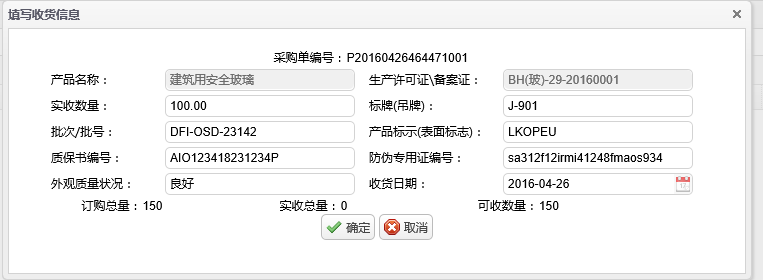 填写收货信息
采购单编号：P20160426464471001
产品名称： 建筑用安全玻璃 生产许可证\备案证： BH(玻)-29-20160001
实收数量： 100.00 标牌(吊牌)： J-901
批次/批号： DFI-OSD-23142 产品标示(表面标志)： LKOPEU
质保书编号： AIO123418231234P 防伪专用证编号： sa312f12irmi41248fmaos934
外观质量状况： 良好 收货日期： 2016-04-26
订购总量：150 实收总量：0 可收数量：150
确定 取消